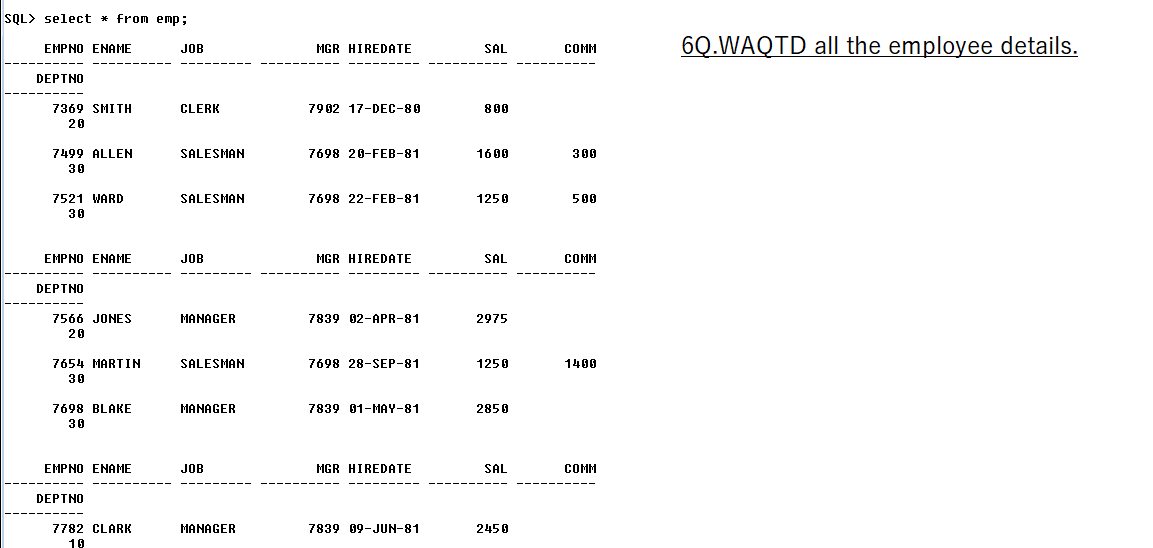 SQL> select * from emp;
EMPNO ENAME JOB MGR HIREDATE SAL COMM
---------- ---------- --------- ---------- --------- ---------- ----------
DEPTNO
----------
7369 SMITH CLERK 7902 17-DEC-80 800
20
7499 ALLEN SALESMAN 7698 20-FEB-81 1600 300
30
7521 WARD SALESMAN 7698 22-FEB-81 1250 500
30
EMPNO ENAME JOB MGR HIREDATE SAL COMM
---------- ---------- --------- ---------- --------- ---------- ----------
DEPTNO
----------
7566 JONES MANAGER 7839 02-APR-81 2975
20
7654 MARTIN SALESMAN 7698 28-SEP-81 1250 1400
30
7698 BLAKE MANAGER 7839 01-MAY-81 2850
30
EMPNO ENAME JOB MGR HIREDATE SAL COMM
---------- ---------- --------- ---------- --------- ---------- ----------
DEPTNO
----------
7782 CLARK MANAGER 7839 09-JUN-81 2450
10
6Q.WAQTD all the employee details.